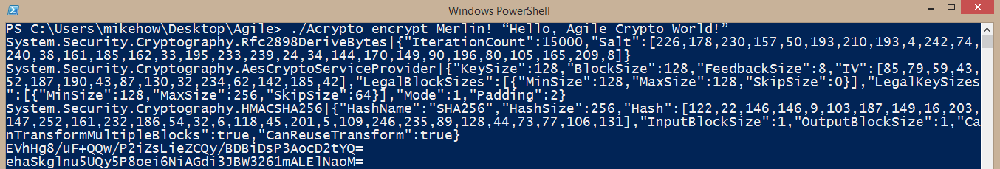 Windows PowerShell
PS C:\Users\mikehow\Desktop\Agile> ./Acrypto encrypt Merlin! “Hello, Agile Crypto World!”
System.Security.Cryptography.Rfc2898DeriveBytes|{"IterationCount":15000,"Salt":[226,178,230,157,50,193,210,193,4,242,74,
240,38,161,185,162,33,195,233,239,24,34,144,170,149,90,196,80,105,165,209,8]}
System.Security.Cryptography.AesCryptoServiceProvider|{"KeySize":128,"BlockSize":128,"FeedbackSize":8,"IV":[85,79,59,43,
52,187,190,43,87,130,32,234,62,142,185,42],"LegalBlockSizes":[{"MinSize":128,"MaxSize":128,"SkipSize":0}],"LegalKeySizes
":[{"MinSize":128,"MaxSize":256,"SkipSize":64}],"Mode":1,"Padding":2}
System.Security.Cryptography.HMACSHA256|{"HashName":"SHA256","HashSize":256,"Hash":[122,22,146,146,9,103,187,149,16,203,
147,252,161,232,186,54,32,6,118,45,201,5,109,246,235,89,128,44,73,77,106,131],"InputBlockSize":1,"OutputBlockSize":1,"Ca
nTransformMultipleBlocks":true,"CanReuseTransform":true}
EVhHg8/uF+QQw/P2iZsLieZCQy/BDBiDsP3AocD2tYQ=
ehaSkglnu5UQy5P8oei6NiAGdi3JBW3261mALElNaoM=